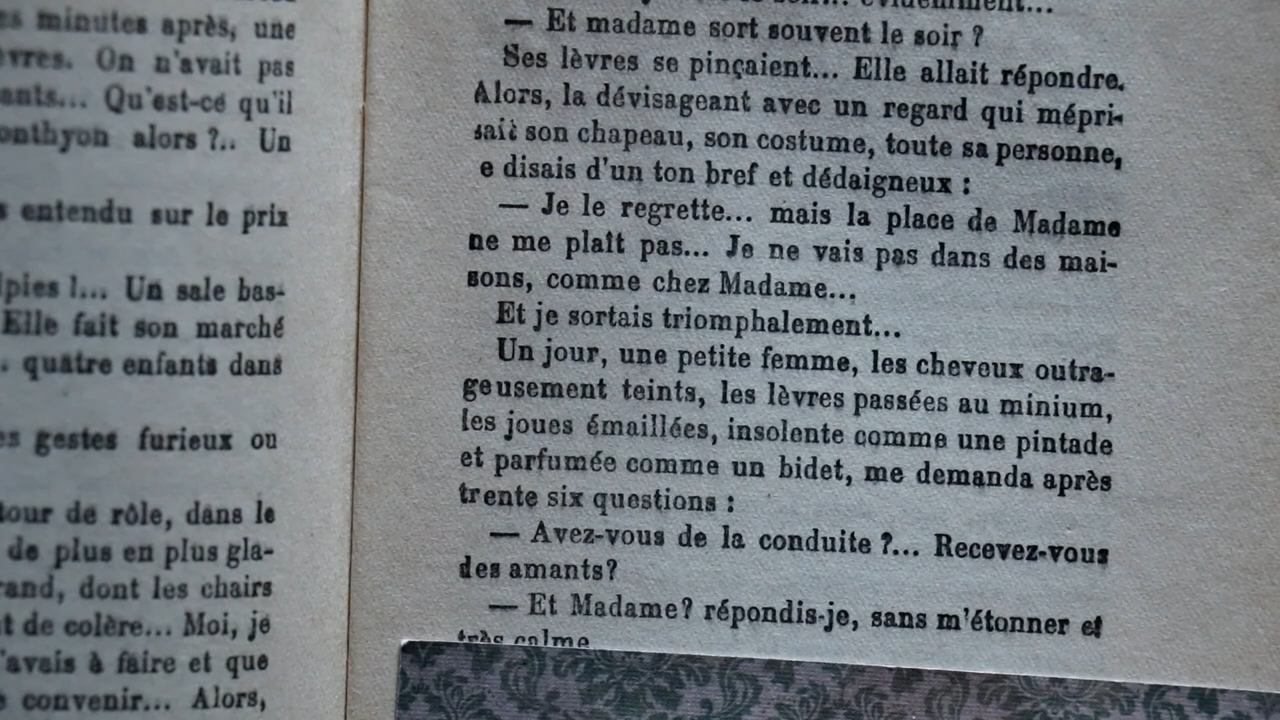 minutes après, une
On n'avait pas
Qu'est-ce qu'il
alors ?.. Un
entendu sur le prix
Un sale bas-
Elle fait son marché
quatre enfants dans
gestes furieux ou
tour de rôle, dans le
de plus en plus gla-
dont les chairs
de colère... Moi, je
avais à faire et que
convenir... Alors,
— Et madame sort souvent le soir ?
Ses lèvres se pinçaient... Elle allait répondre.
Alors, la dévisageant avec un regard qui mépri-
sait son chapeau, son costume, toute sa personne,
e disais d'un ton bref et dédaigneux :
— Je le regrette... mais la place de Madame
ne me plaît pas... Je ne vais pas dans des mai-
sons, comme chez Madame...
Et je sortais triomphalement...
Un jour, une petite femme, les cheveux outra-
geusement teints, les lèvres passées au minium,
les joues émaillées, insolente comme une pintade
et parfumée comme un bidet, me demanda après
trente six questions :
— Avez-vous de la conduite ?... Recevez-vous
des amants?
— Et Madame? répondis-je, sans m'étonner et
très calme